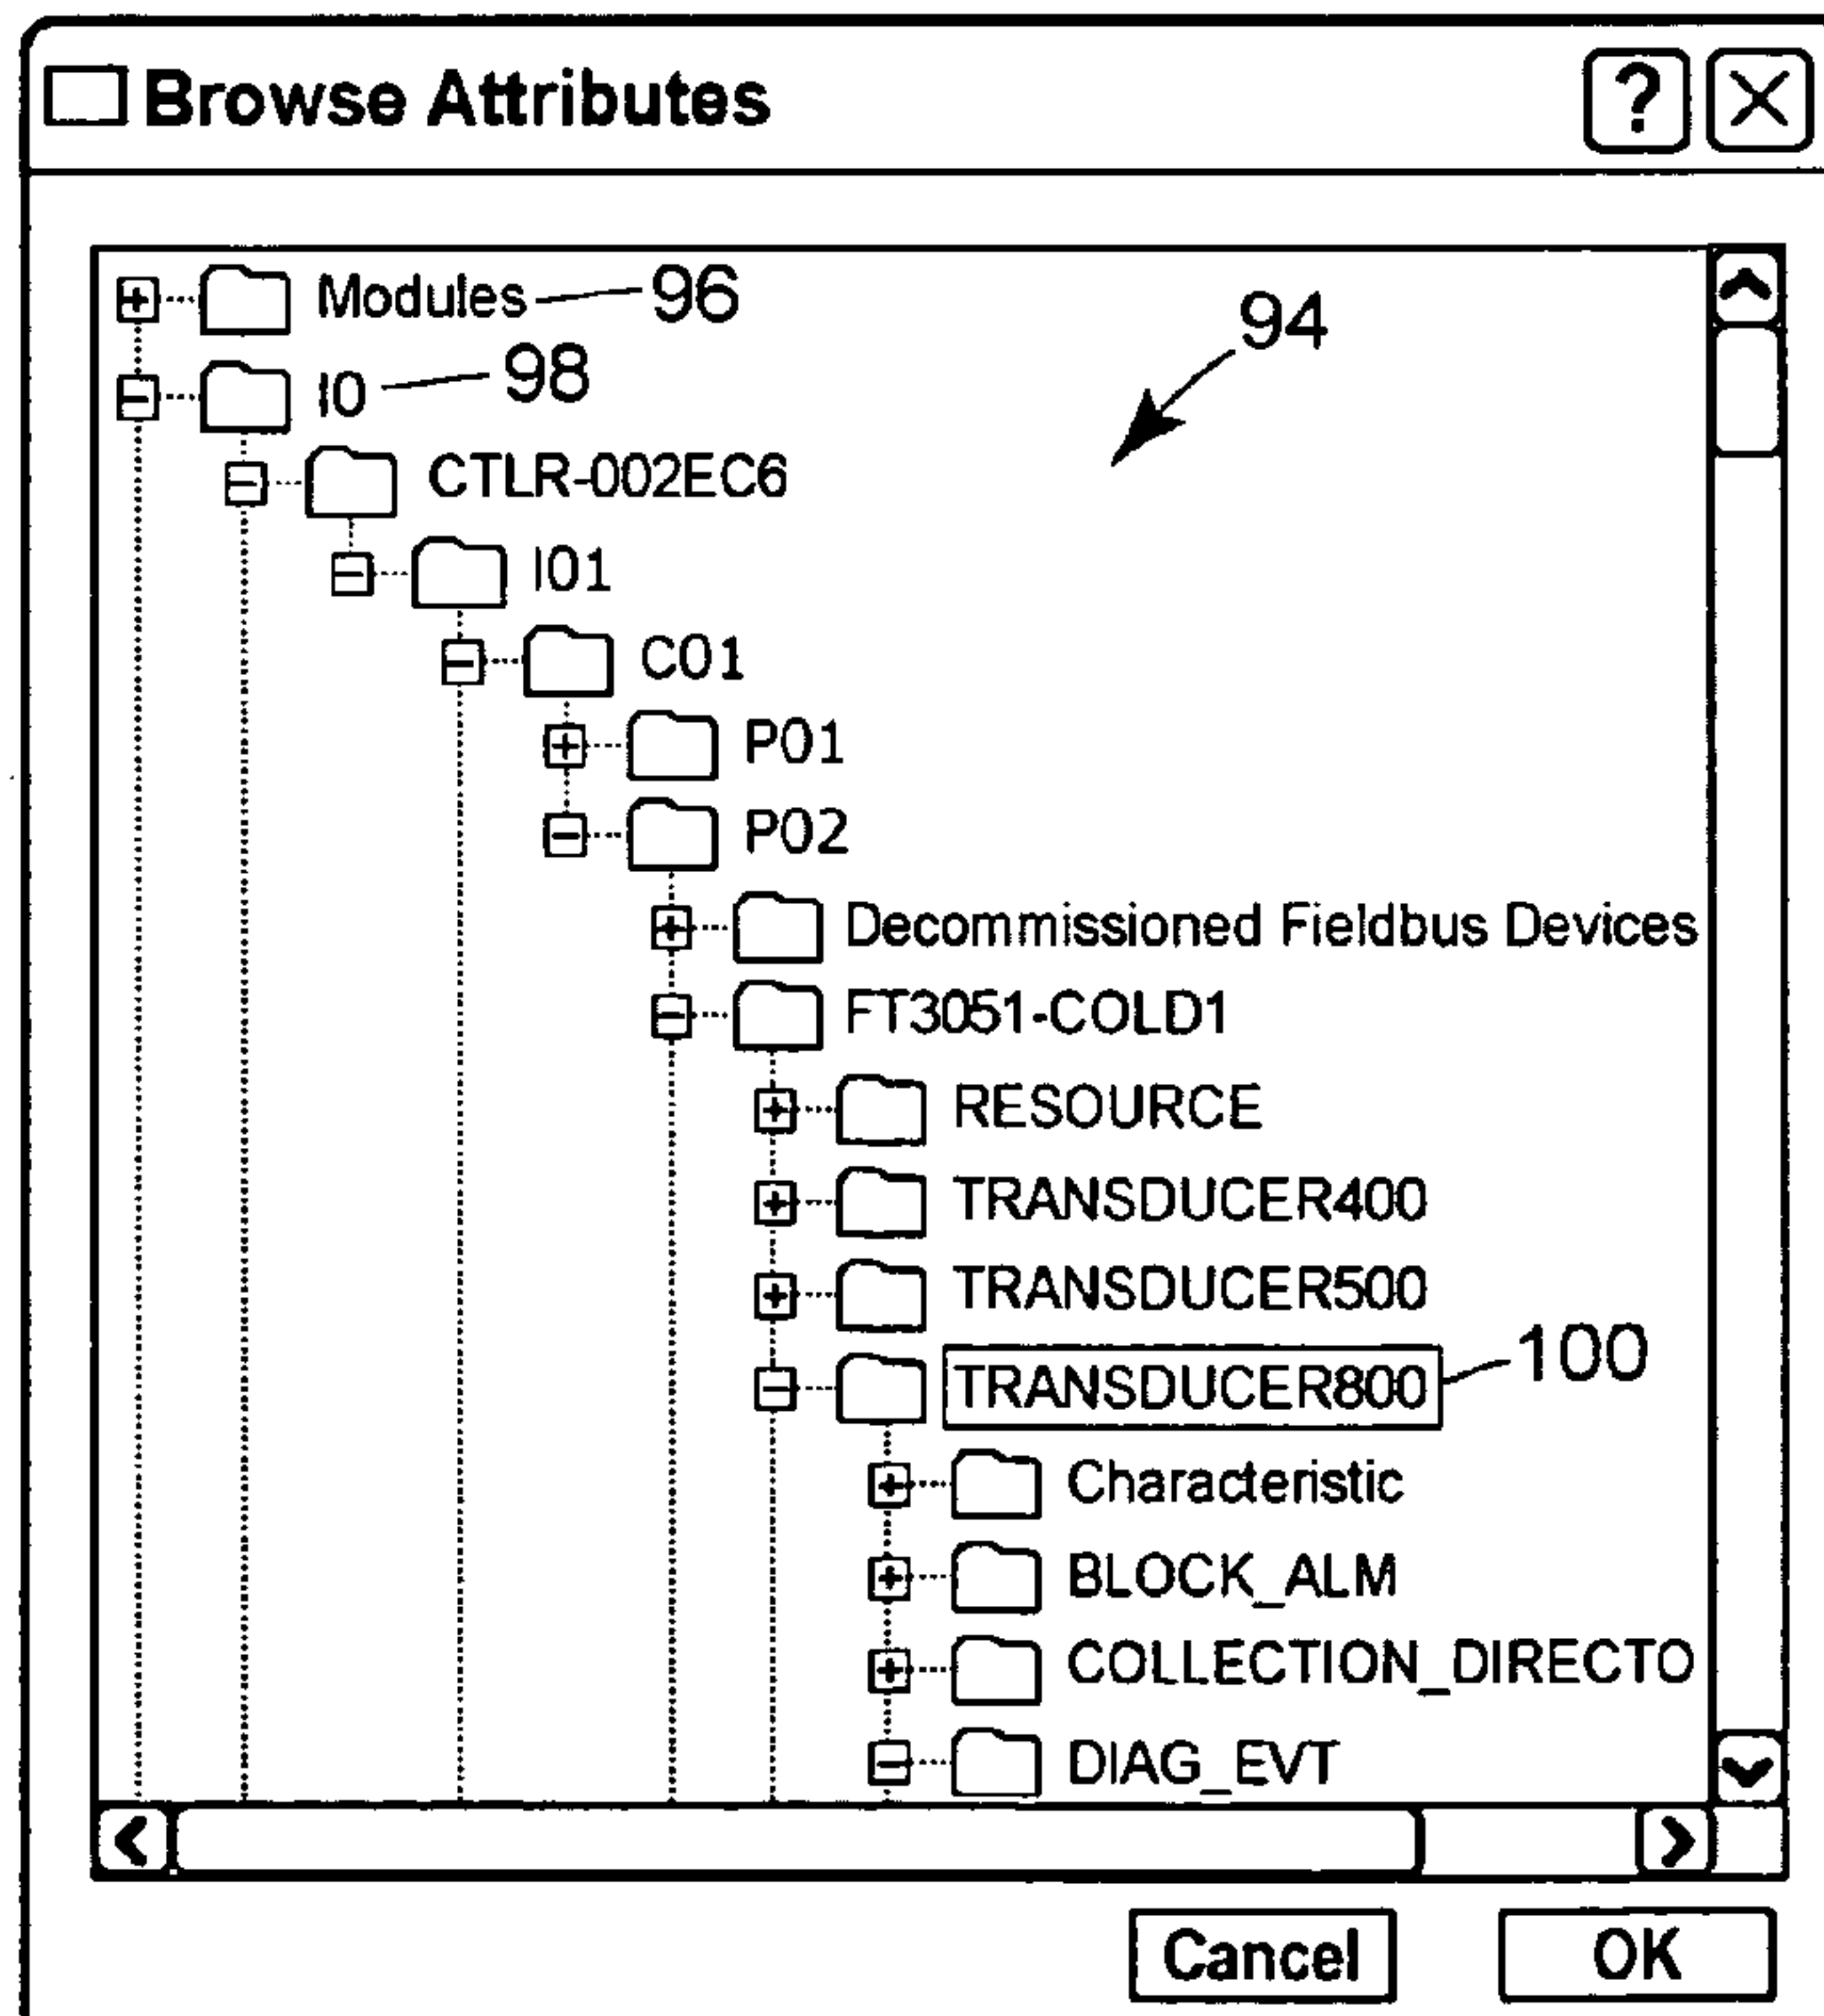 Browse Attributes ? X
Modules 96
94
I0 98
CTLR-002EC6
I01
C01
P01
P02
Decommissioned Fieldbus Devices
FT3051-COLD1
RESOURCE
TRANSDUCER400
TRANSDUCER500
TRANSDUCER800 100
Characteristic
BLOCK_ALM
COLLECTION_DIRECTO
DIAG_EVT
Cancel OK